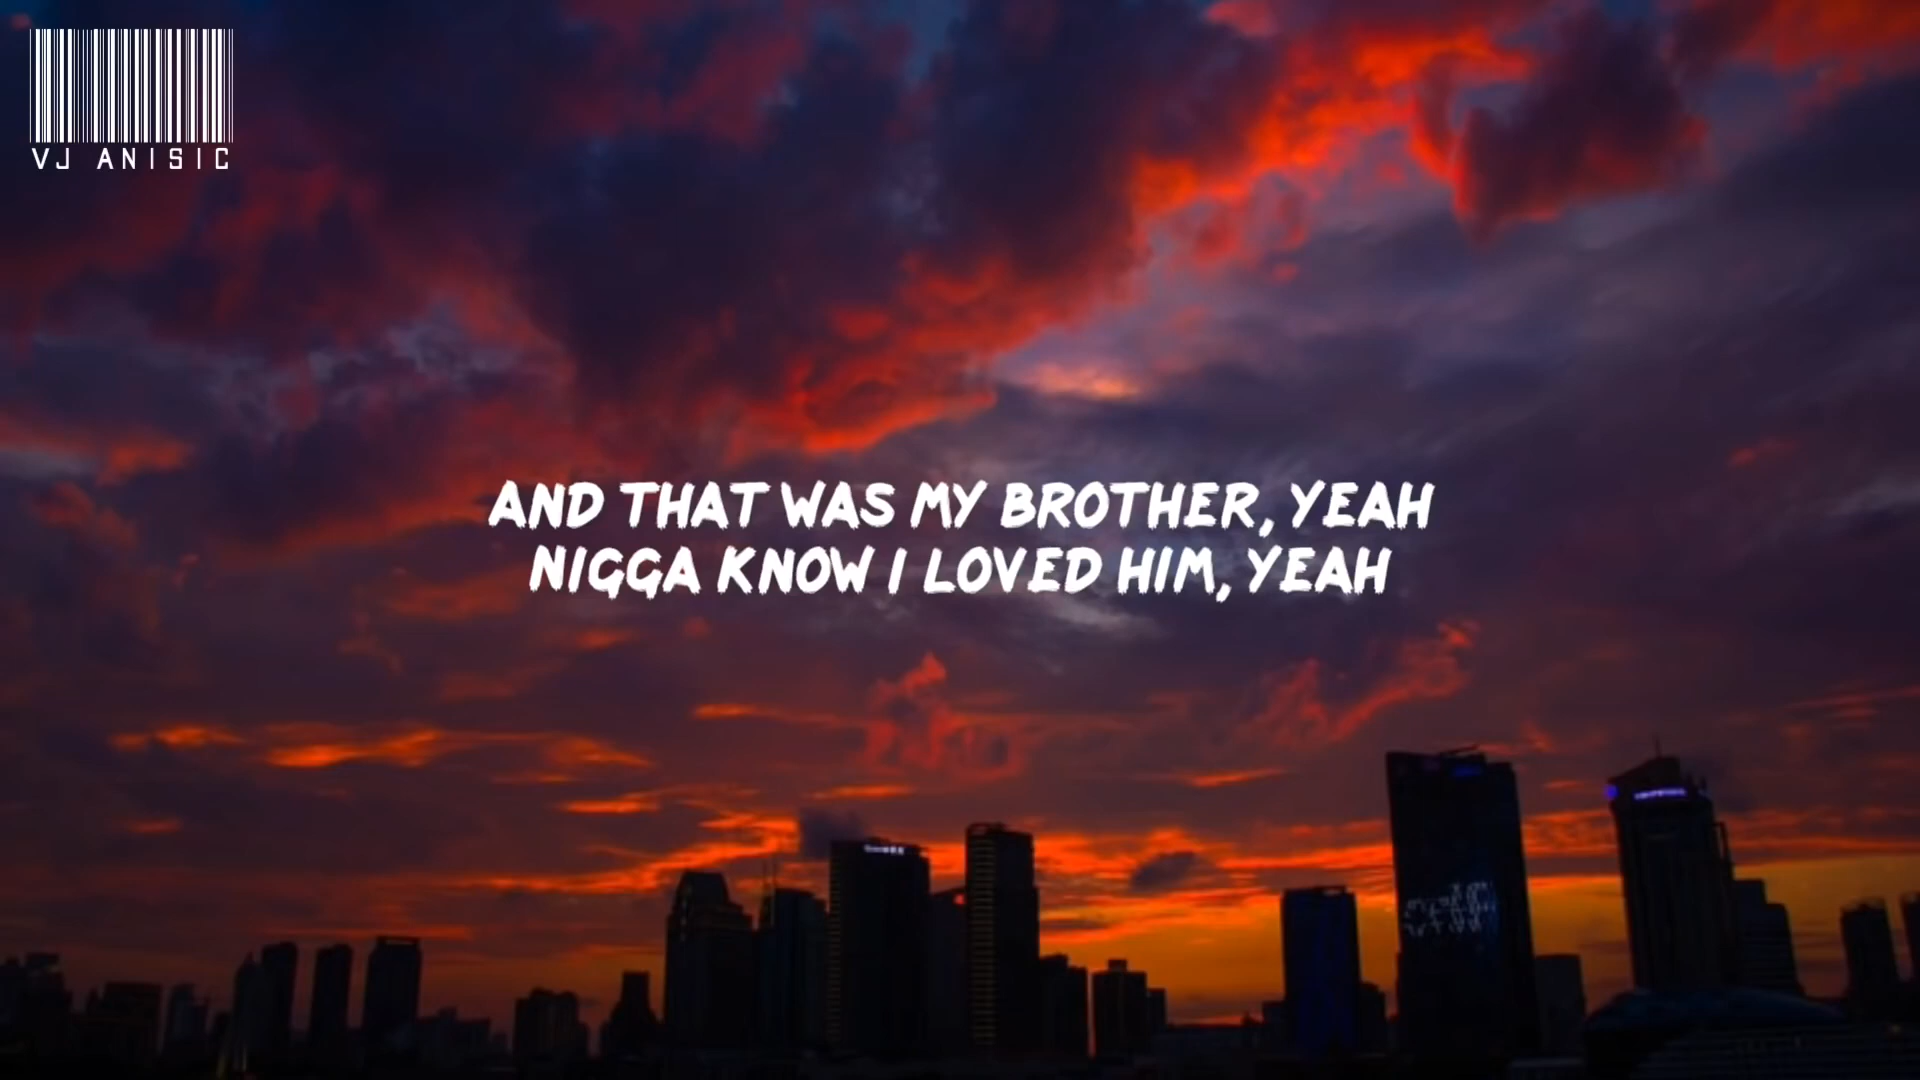 VJ ANISIC
AND THAT WAS MY BROTHER, YEAH
NIGGA KNOW I LOVED HIM, YEAH